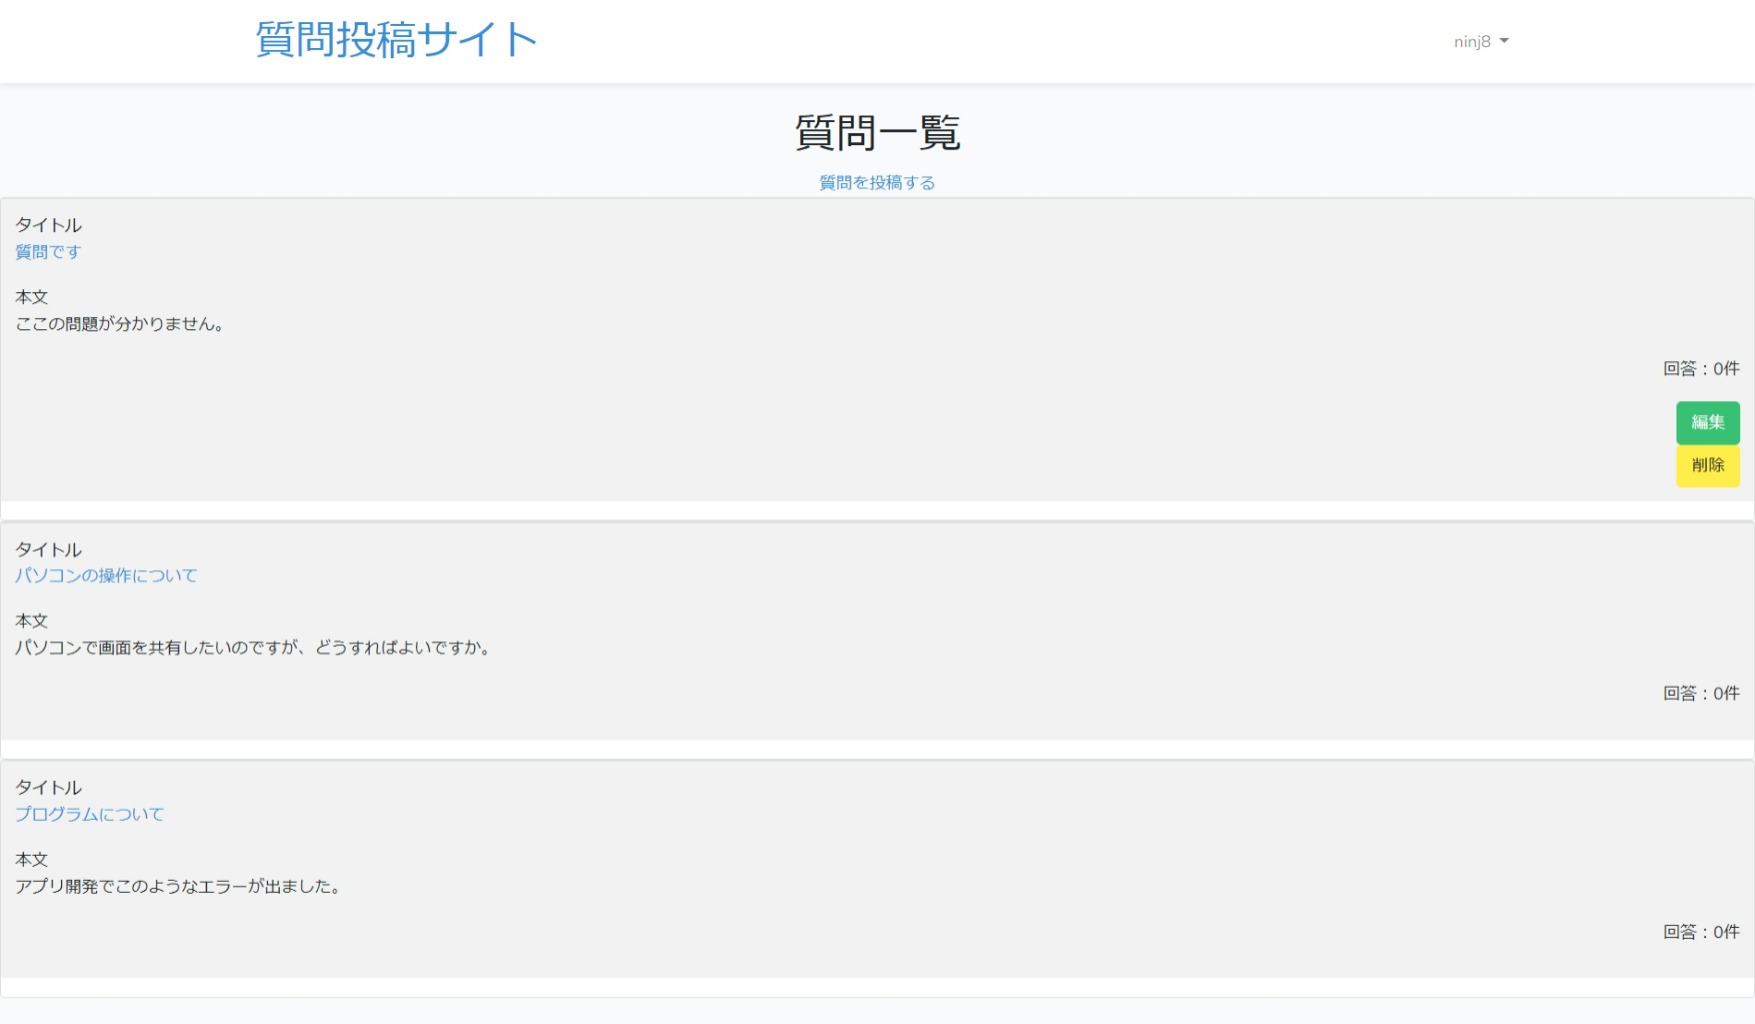 質問投稿サイト
ninj8
質問一覧
質問を投稿する
タイトル
質問です
本文
ここの問題が分かりません。
回答：0件
編集
削除
タイトル
パソコンの操作について
本文
パソコンで画面を共有したいのですが、どうすればよいですか。
回答：0件
タイトル
プログラムについて
本文
アプリ開発でこのようなエラーが出ました。
回答：0件